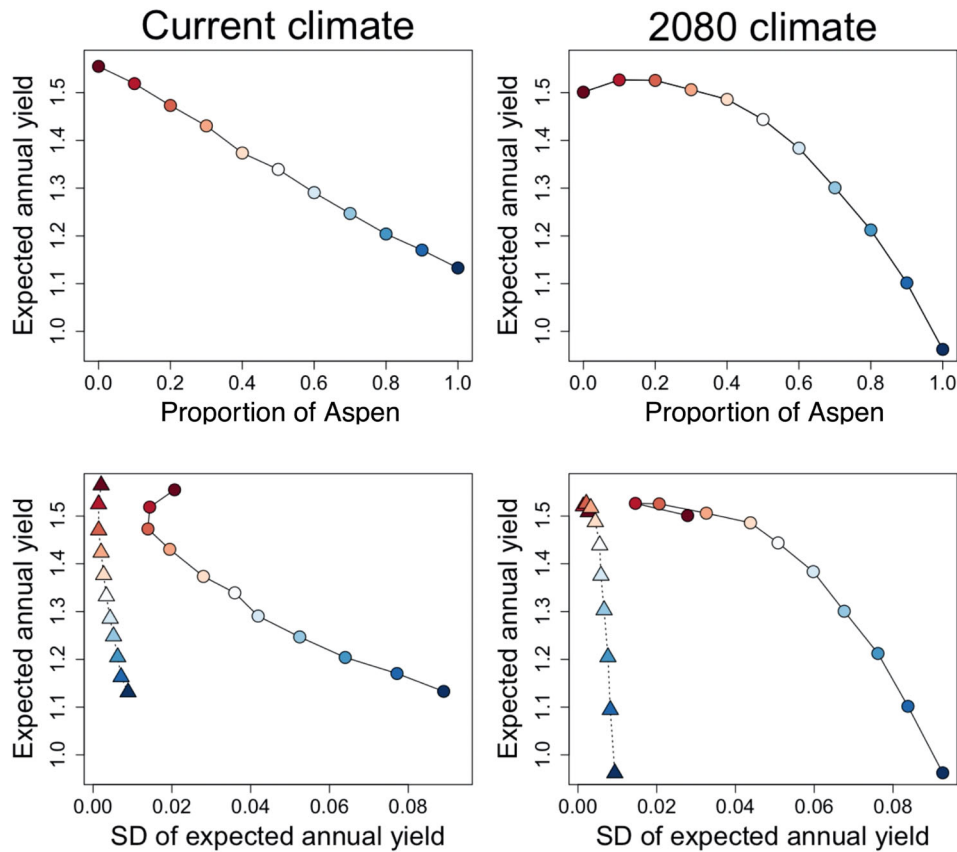 Current climate
2080 climate
Expected annual yield
1.5
1.4
1.3
1.2
1.1
1.0
0.0 0.2 0.4 0.6 0.8 1.0
Proportion of Aspen
Expected annual yield
1.5
1.4
1.3
1.2
1.1
1.0
0.0 0.2 0.4 0.6 0.8 1.0
Proportion of Aspen
Expected annual yield
1.5
1.4
1.3
1.2
1.1
1.0
0.00 0.02 0.04 0.06 0.08
SD of expected annual yield
Expected annual yield
1.5
1.4
1.3
1.2
1.1
1.0
0.00 0.02 0.04 0.06 0.08
SD of expected annual yield